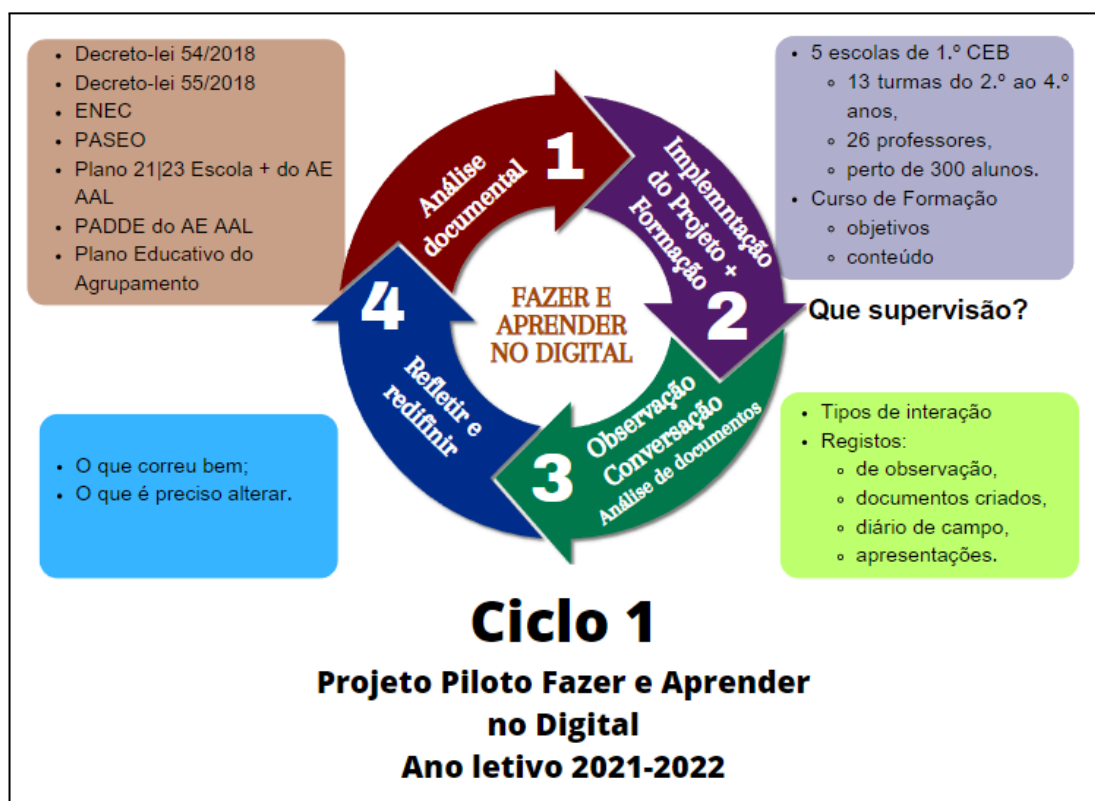 Decreto-lei 54/2018
Decreto-lei 55/2018
ENEC
PASEO
Plano 21|23 Escola + do AE
AAL
PADDE do AE AAL
Plano Educativo do
Agrupamento
1
Análise
documental
2
Implemntação
do Projeto +
Formação
5 escolas de 1.º CEB
13 turmas do 2.º ao 4.º
anos,
26 professores,
perto de 300 alunos.
Curso de Formação
objetivos
conteúdo
Que supervisão?
FAZER E
APRENDER
NO DIGITAL
3
Observação
Conversação
Análise de documentos
Tipos de interação
Registos:
de observação,
documentos criados,
diário de campo,
apresentações.
4
Refletir e
redifinir
O que correu bem;
O que é preciso alterar.
Ciclo 1
Projeto Piloto Fazer e Aprender
no Digital
Ano letivo 2021-2022